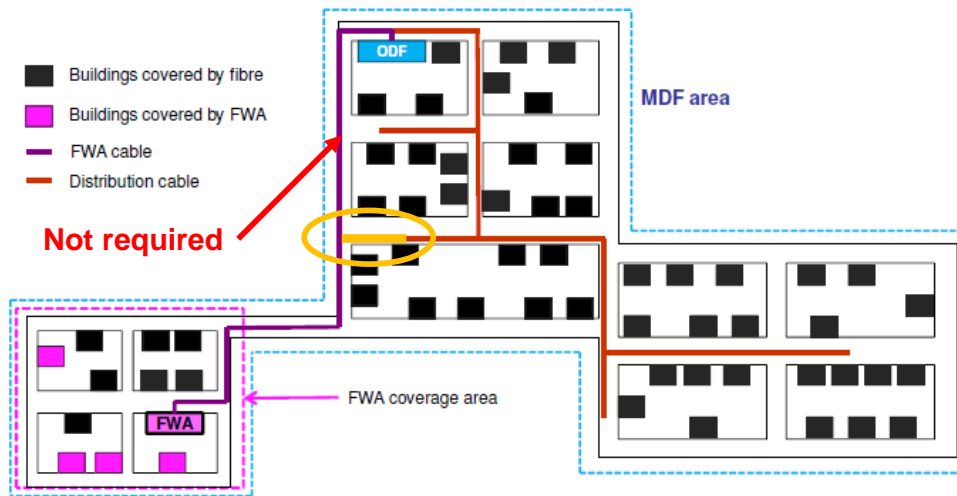 ODF
Buildings covered by fibre
MDF area
Buildings covered by FWA
FWA cable
Distribution cable
Not required
FWA coverage area
FWA